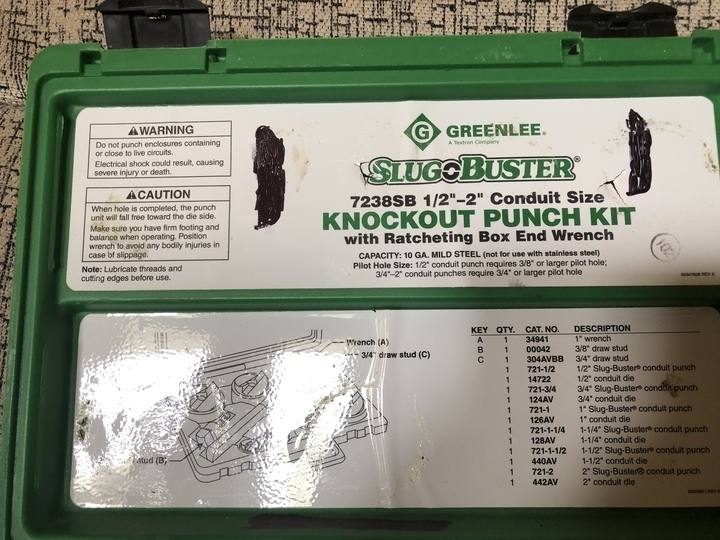 WARNING
Do not punch enclosures containing
or close to live circuits.
Electrical shock could result, causing
severe injury or death.
CAUTION
When hole is completed, the punch
unit will fall free toward the die side.
Make sure you have firm footing and
balance when operating. Position
wrench to avoid any bodily injuries in
case of slippage.
Note: Lubricate threads and
cutting edges before use.
G GREENLEE®
A Textron Company
SLUG-BUSTER®
7238SB 1/2"–2" Conduit Size
KNOCKOUT PUNCH KIT
with Ratcheting Box End Wrench
CAPACITY: 10 GA. MILD STEEL (not for use with stainless steel)
Pilot Hole Size: 1/2" conduit punch requires 3/8" or larger pilot hole;
3/4"–2" conduit punches require 3/4" or larger pilot hole
Wrench (A)
3/4" draw stud (C)
stud (B)
KEY QTY. CAT. NO. DESCRIPTION
A 1 34941 1" wrench
B 1 00042 3/8" draw stud
C 1 304AVBB 3/4" draw stud
1 721-1/2 1/2" Slug-Buster® conduit punch
1 14722 1/2" conduit die
1 721-3/4 3/4" Slug-Buster® conduit punch
1 124AV 3/4" conduit die
1 721-1 1" Slug-Buster® conduit punch
1 126AV 1" conduit die
1 721-1-1/4 1-1/4" Slug-Buster® conduit punch
1 128AV 1-1/4" conduit die
1 721-1-1/2 1-1/2" Slug-Buster® conduit punch
1 440AV 1-1/2" conduit die
1 721-2 2" Slug-Buster® conduit punch
1 442AV 2" conduit die